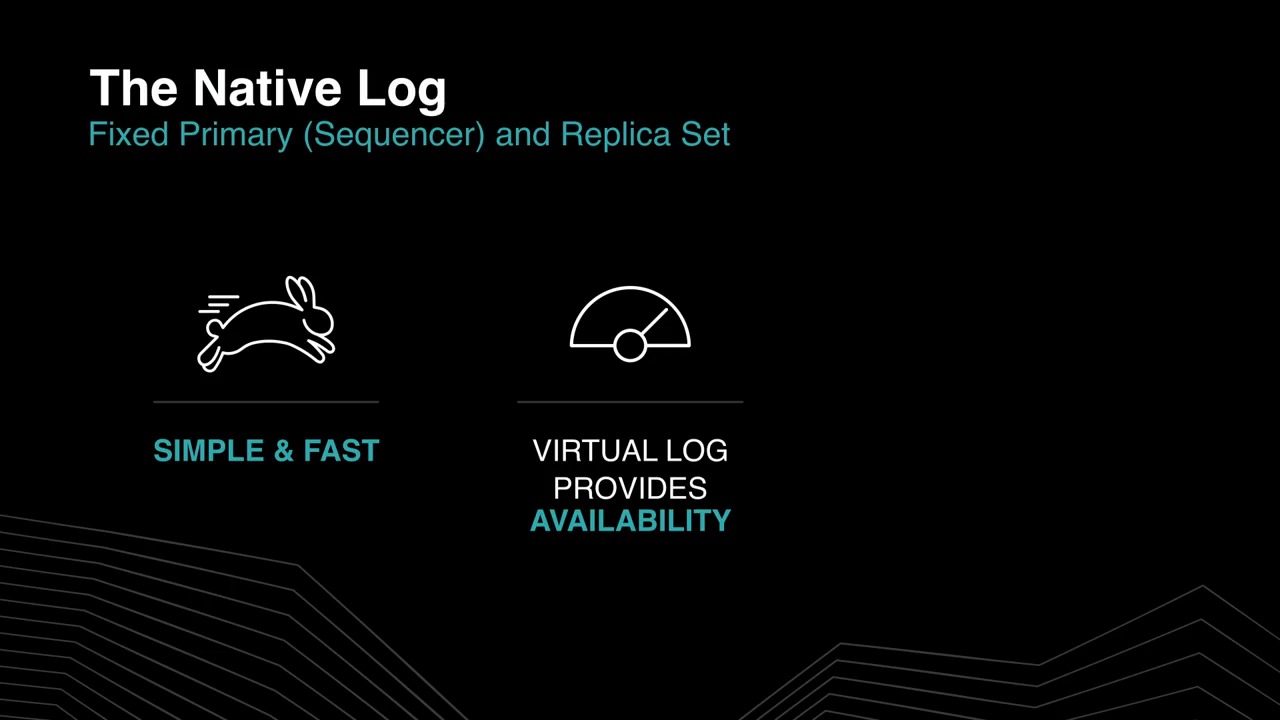 The Native Log
Fixed Primary (Sequencer) and Replica Set
SIMPLE & FAST
VIRTUAL LOG
PROVIDES
AVAILABILITY